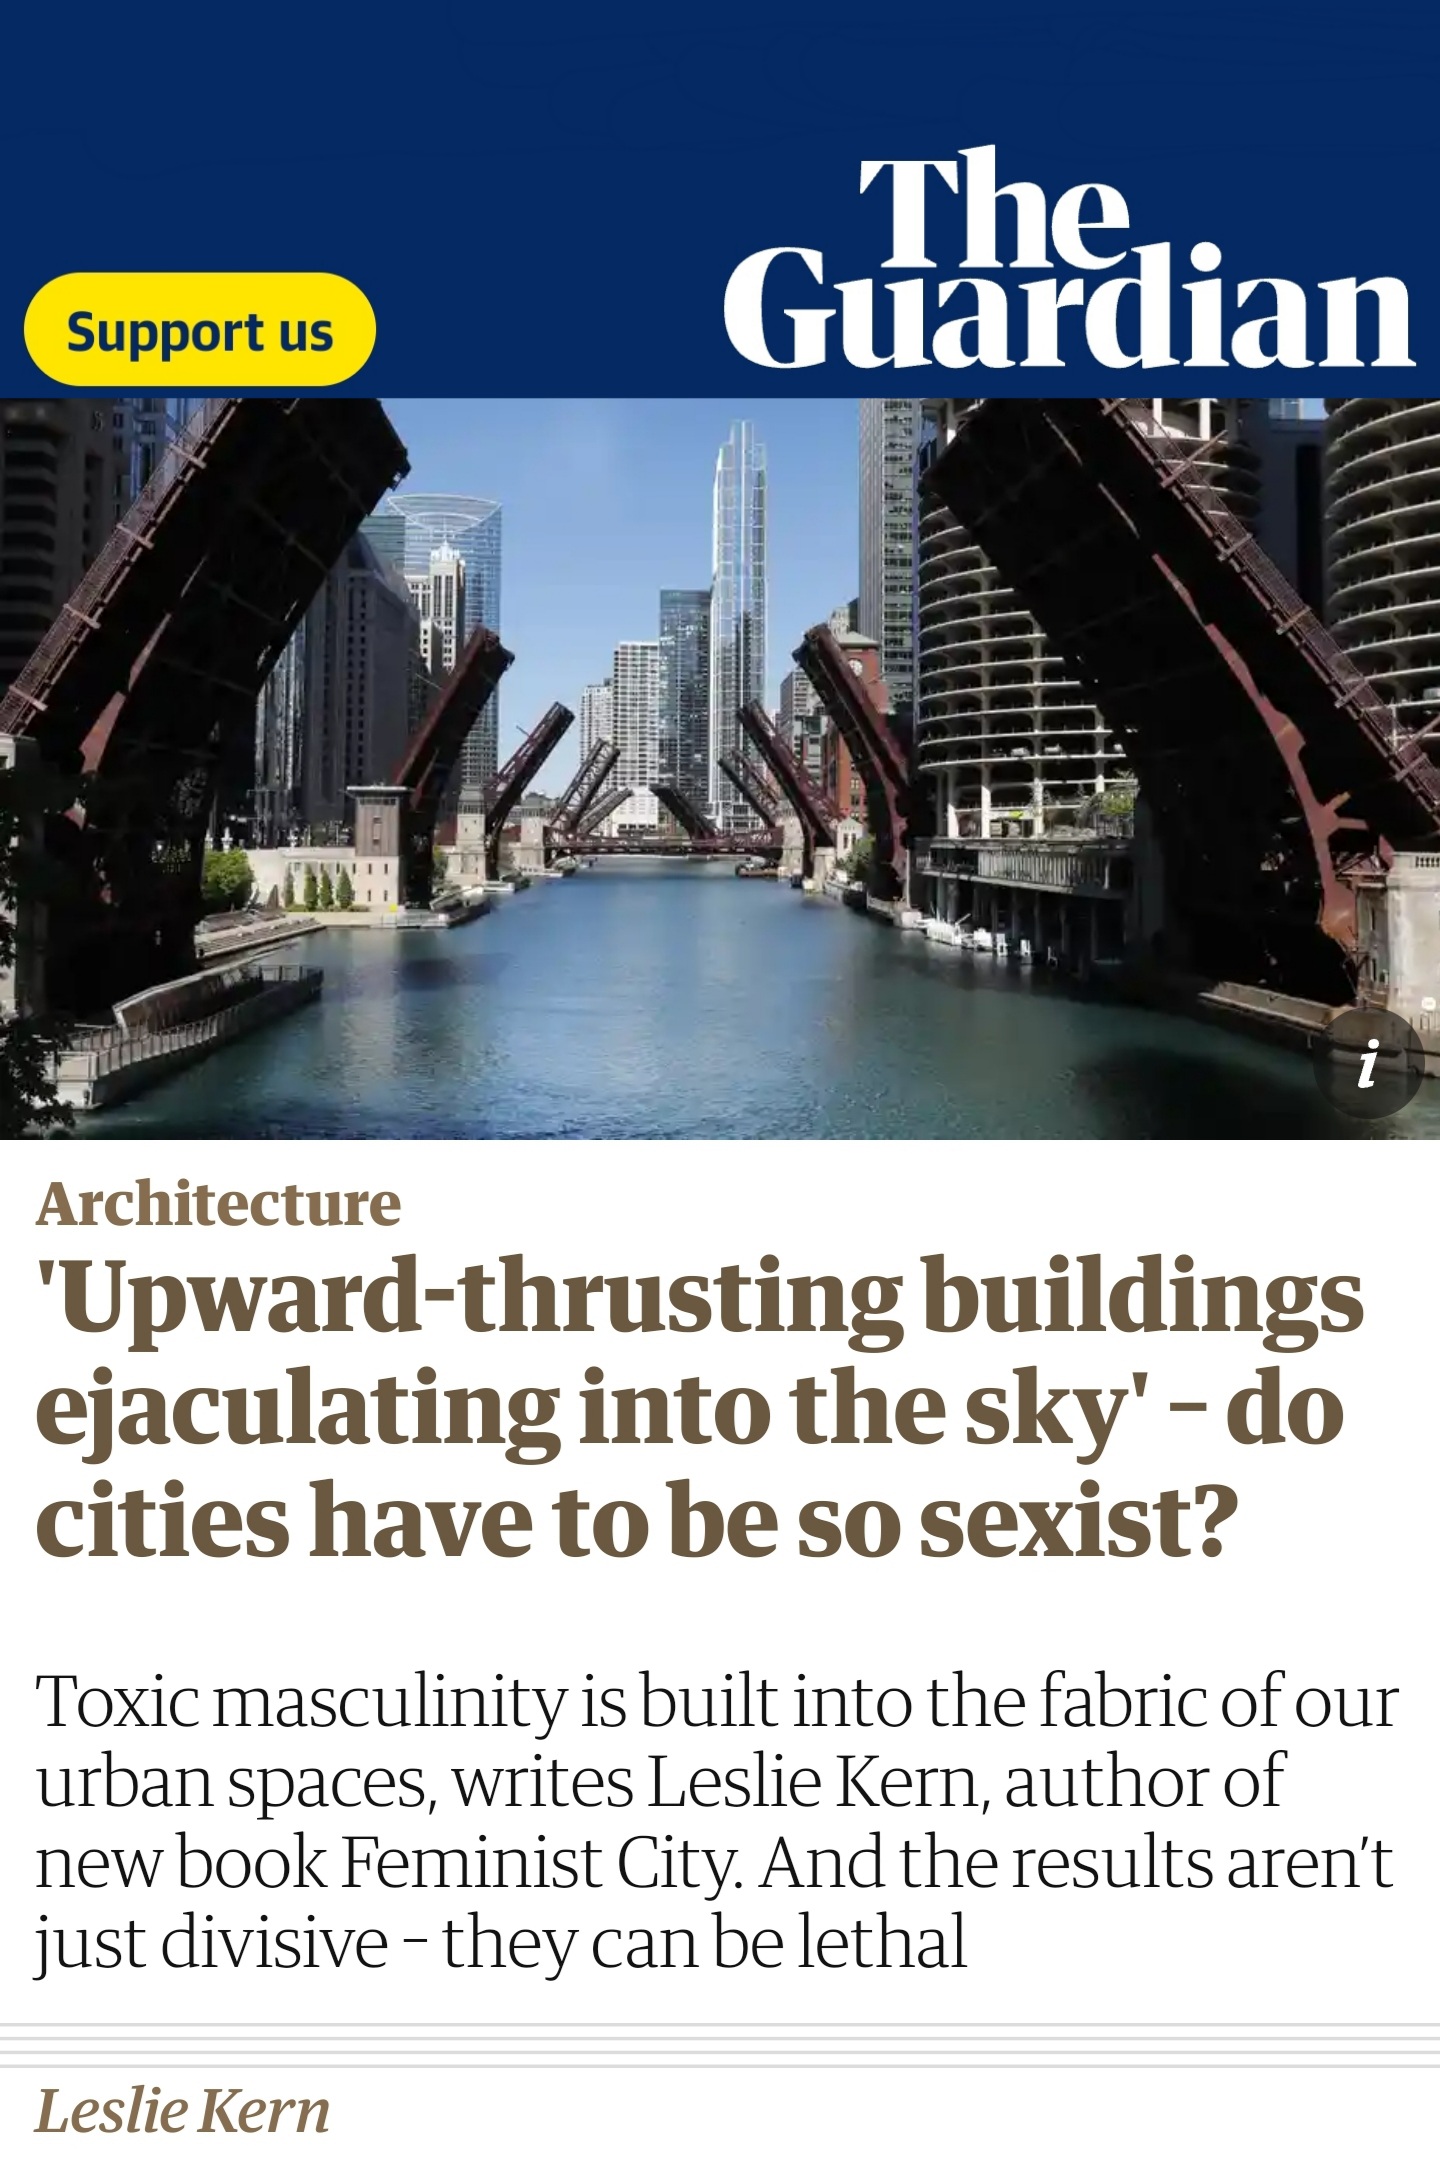 The
Guardian
Support us
i
Architecture
'Upward-thrusting buildings
ejaculating into the sky' – do
cities have to be so sexist?
Toxic masculinity is built into the fabric of our
urban spaces, writes Leslie Kern, author of
new book Feminist City. And the results aren’t
just divisive – they can be lethal
Leslie Kern